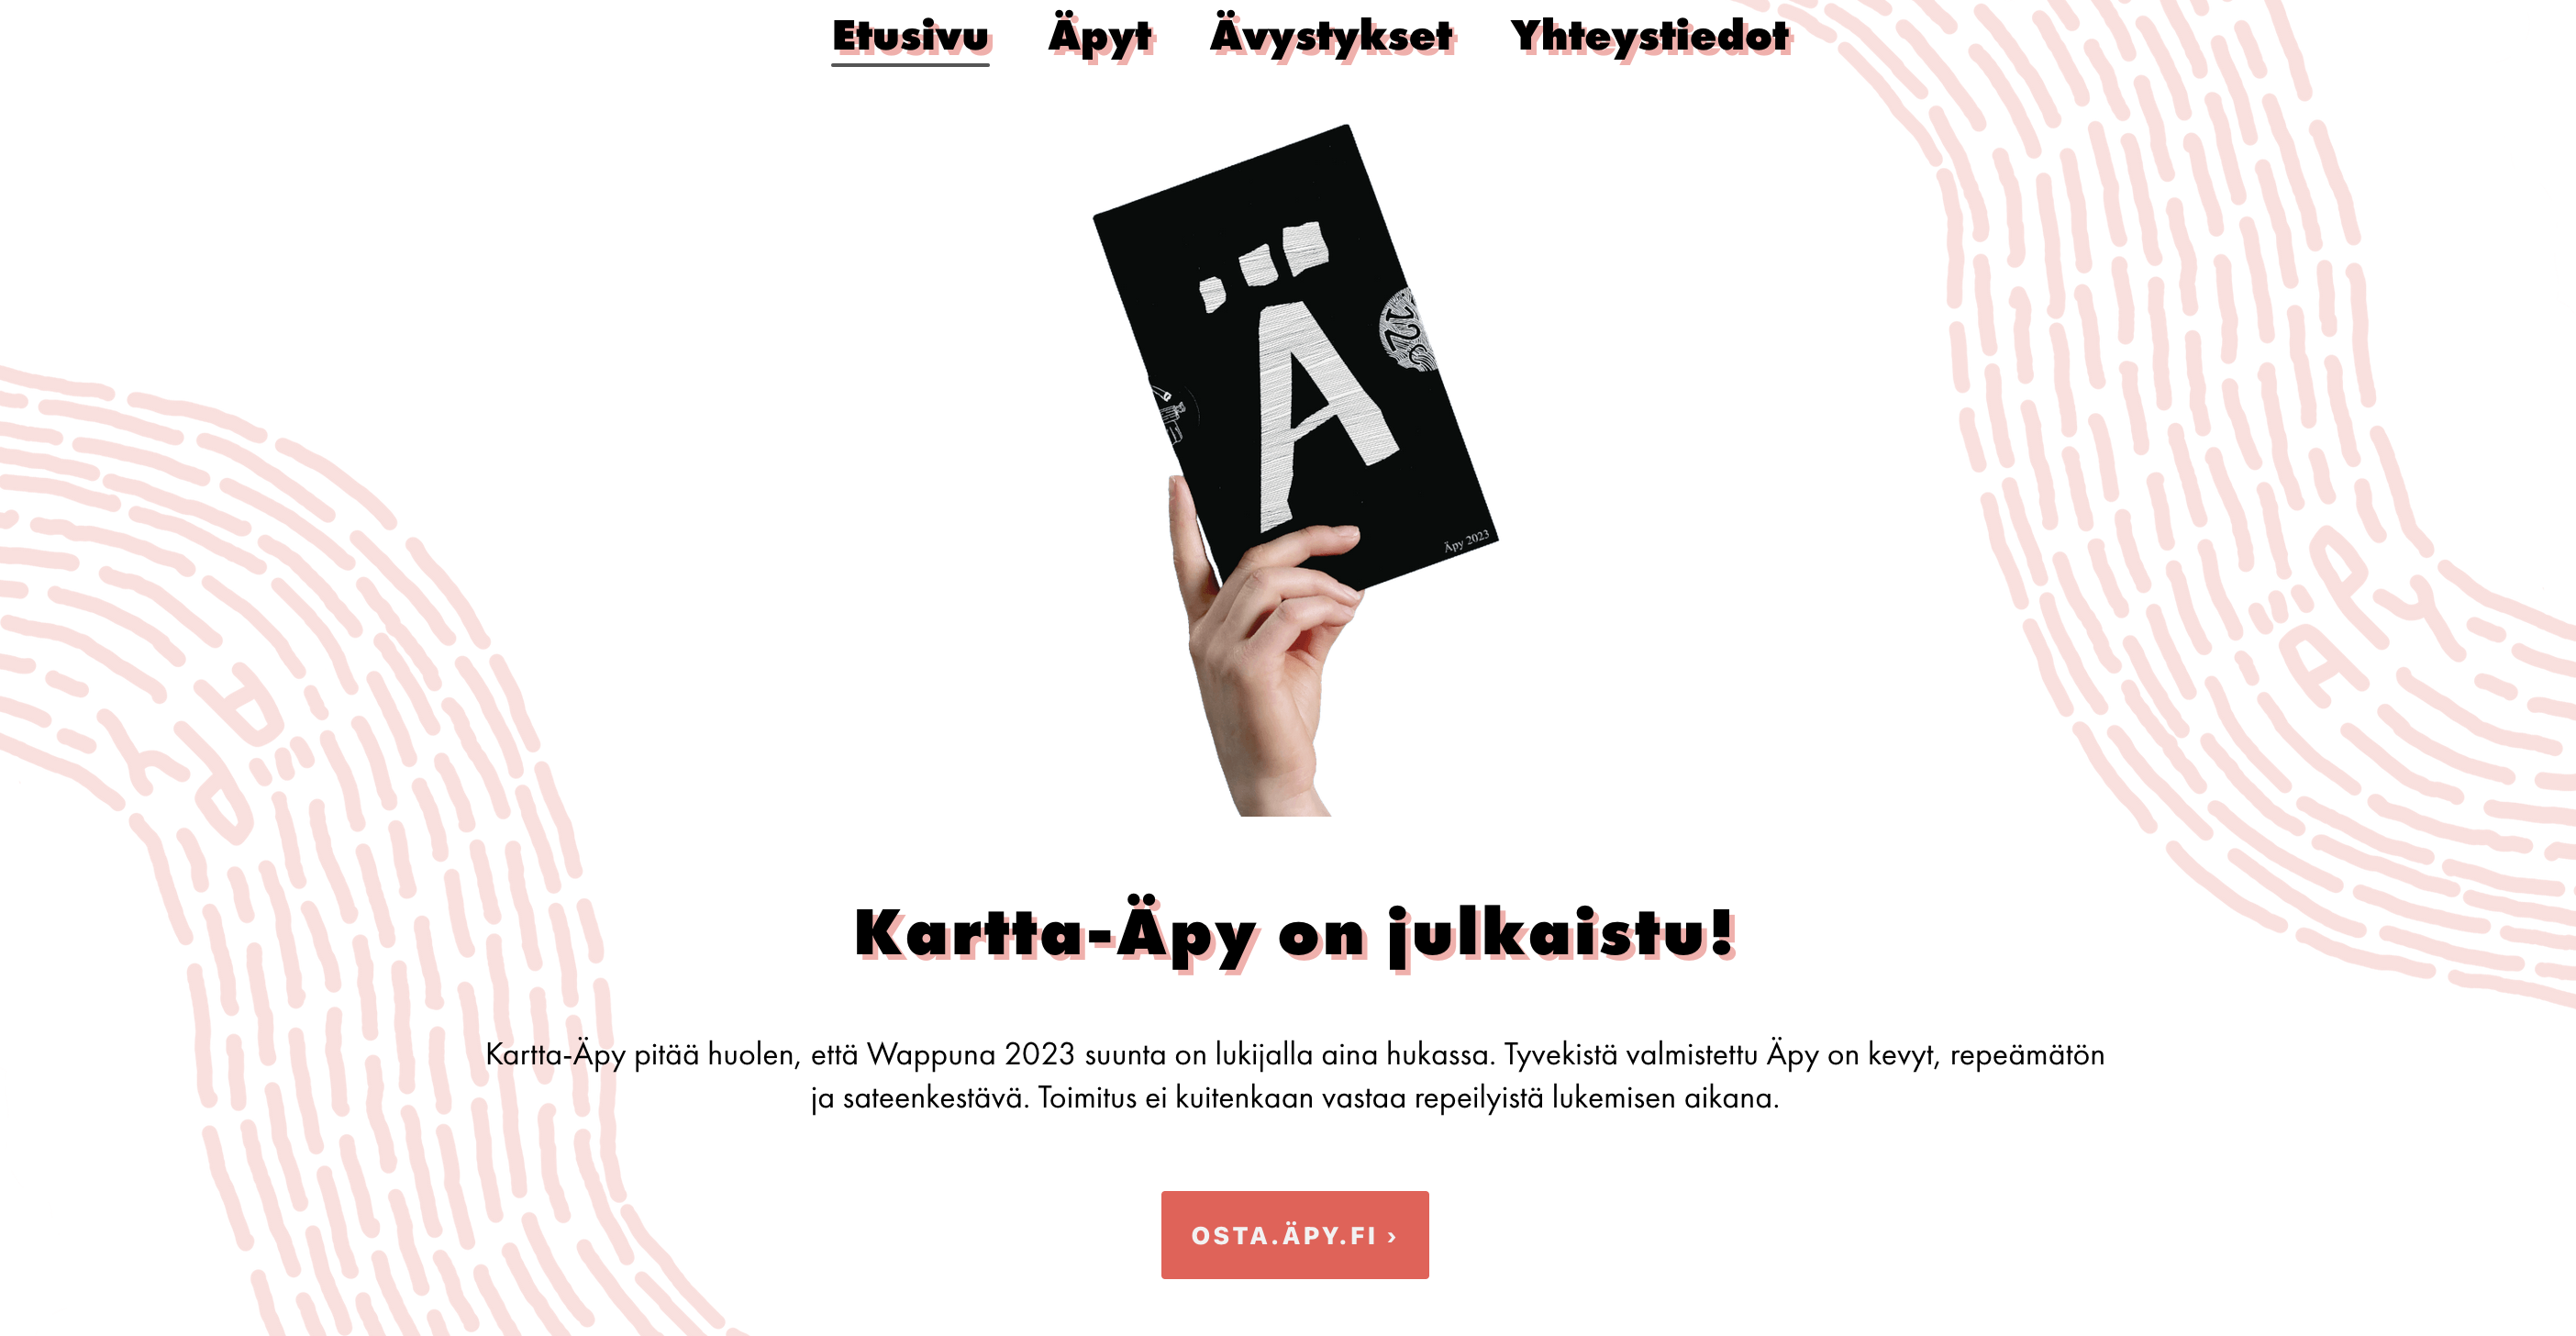 Etusivu Äpyt Ävystykset Yhteystiedot
Ä
Äpy 2023
ÄPY
ÄPY
Kartta-Äpy on julkaistu!
Kartta-Äpy pitää huolen, että Wappuna 2023 suunta on lukijalla aina hukassa. Tyvekistä valmistettu Äpy on kevyt, repeämätön
ja sateenkestävä. Toimitus ei kuitenkaan vastaa repeilyistä lukemisen aikana.
OSTA.ÄPY.FI ›